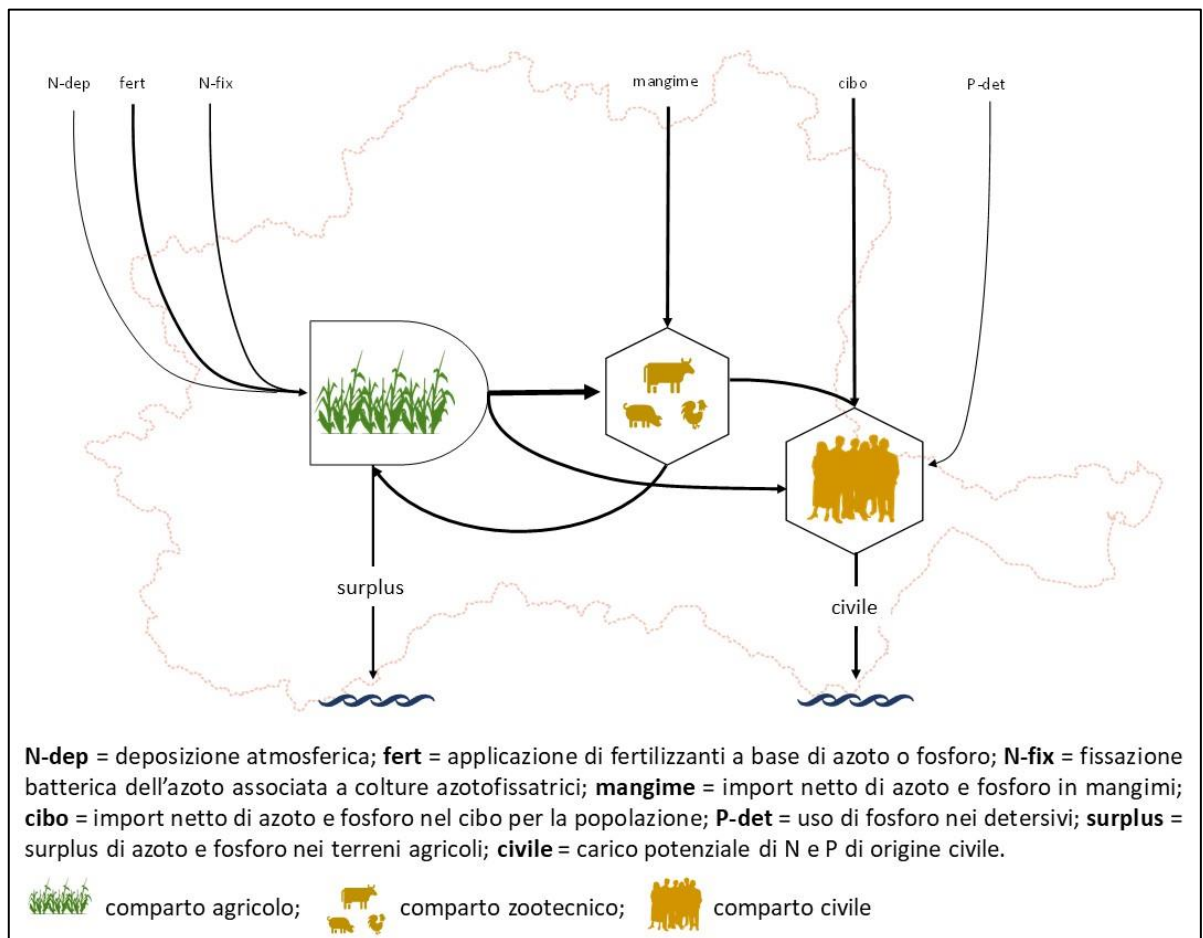 N-dep
fert
N-fix
mangime
cibo
P-det
surplus
civile
N-dep = deposizione atmosferica; fert = applicazione di fertilizzanti a base di azoto o fosforo; N-fix = fissazione
batterica dell'azoto associata a colture azotofissatrici; mangime = import netto di azoto e fosforo in mangimi;
cibo = import netto di azoto e fosforo nel cibo per la popolazione; P-det = uso di fosforo nei detersivi; surplus =
surplus di azoto e fosforo nei terreni agricoli; civile = carico potenziale di N e P di origine civile.
comparto agricolo;
comparto zootecnico;
comparto civile